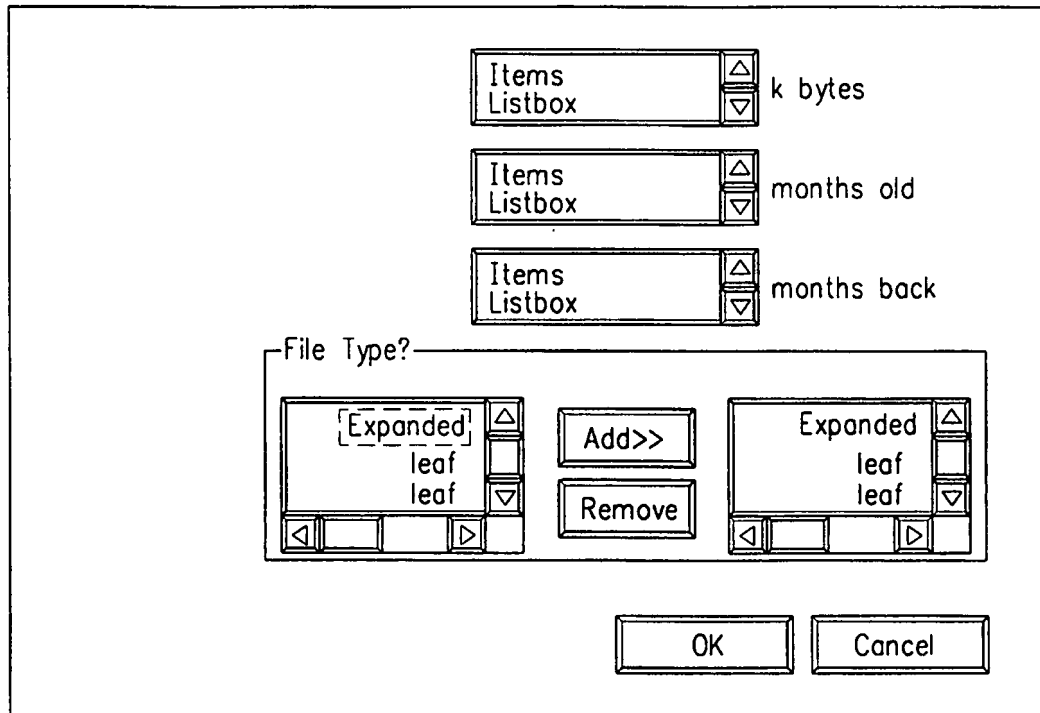 Items
Listbox
k bytes
Items
Listbox
months old
Items
Listbox
months back
File Type?
Expanded
leaf
leaf
Add>>
Remove
Expanded
leaf
leaf
OK
Cancel